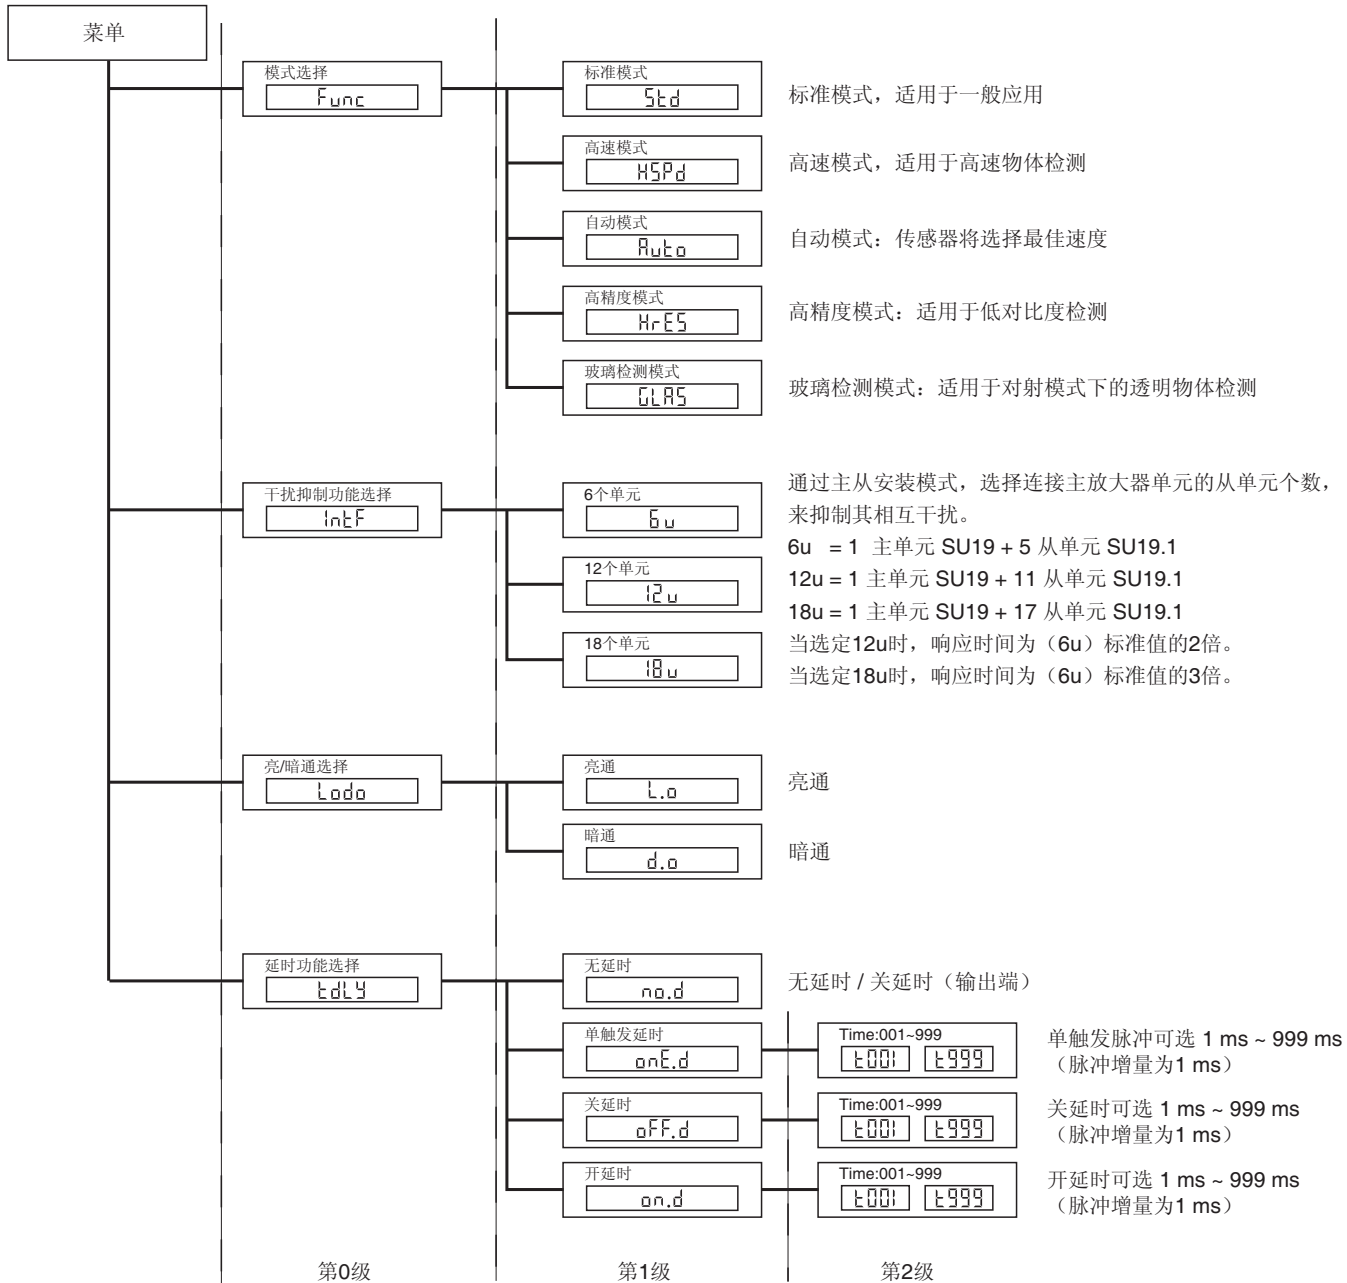 菜单
模式选择
Func
标准模式
Std
标准模式，适用于一般应用
高速模式
HSPd
高速模式，适用于高速物体检测
自动模式
Auto
自动模式：传感器将选择最佳速度
高精度模式
HrES
高精度模式：适用于低对比度检测
玻璃检测模式
GLAS
玻璃检测模式：适用于对射模式下的透明物体检测
干扰抑制功能选择
IntF
6个单元
6u
12个单元
12u
18个单元
18u
通过主从安装模式，选择连接主放大器单元的从单元个数，
来抑制其相互干扰。
6u = 1 主单元 SU19 + 5 从单元 SU19.1
12u = 1 主单元 SU19 + 11 从单元 SU19.1
18u = 1 主单元 SU19 + 17 从单元 SU19.1
当选定12u时，响应时间为（6u）标准值的2倍。
当选定18u时，响应时间为（6u）标准值的3倍。
亮/暗通选择
Lodo
亮通
L.o
亮通
暗通
d.o
暗通
延时功能选择
tdLY
无延时
no.d
无延时 / 关延时（输出端）
单触发延时
onE.d
Time:001~999
t001 t999
单触发脉冲可选 1 ms ~ 999 ms
（脉冲增量为1 ms）
关延时
oFF.d
Time:001~999
t001 t999
关延时可选 1 ms ~ 999 ms
（脉冲增量为1 ms）
开延时
on.d
Time:001~999
t001 t999
开延时可选 1 ms ~ 999 ms
（脉冲增量为1 ms）
第0级
第1级
第2级